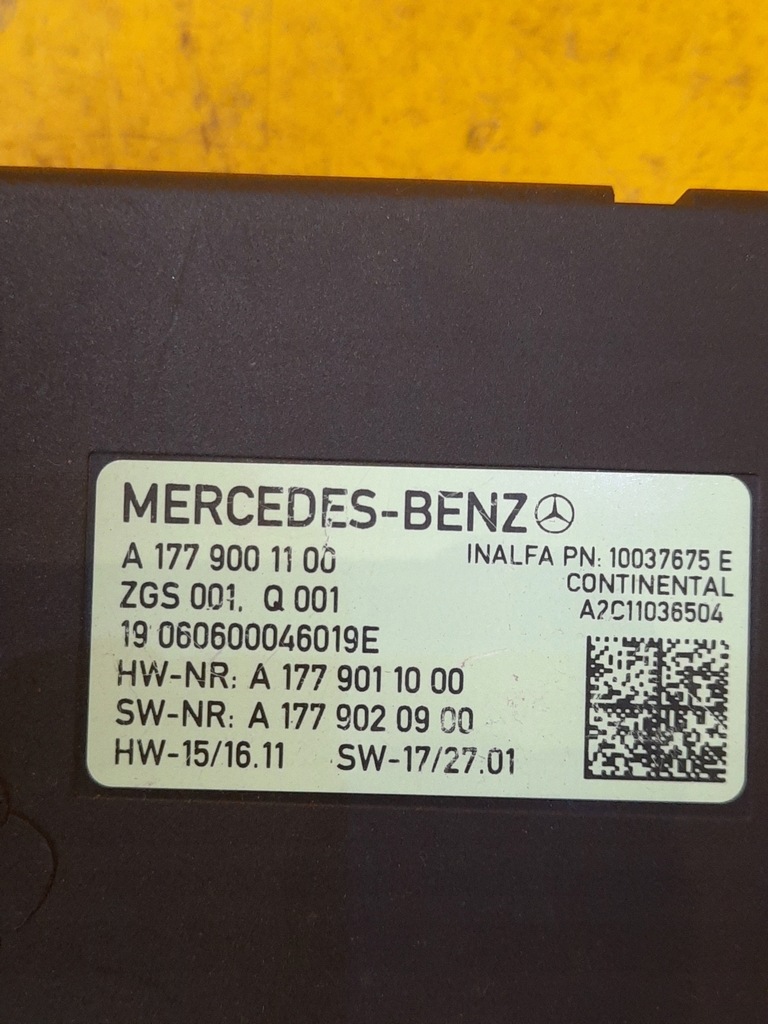 MERCEDES-BENZ
A 177 900 11 00
INALFA PN: 10037675 E
CONTINENTAL
ZGS 001, Q 001
A2C11036504
19 060600046019E
HW-NR: A 177 901 10 00
SW-NR: A 177 902 09 00
HW-15/16.11 SW-17/27.01